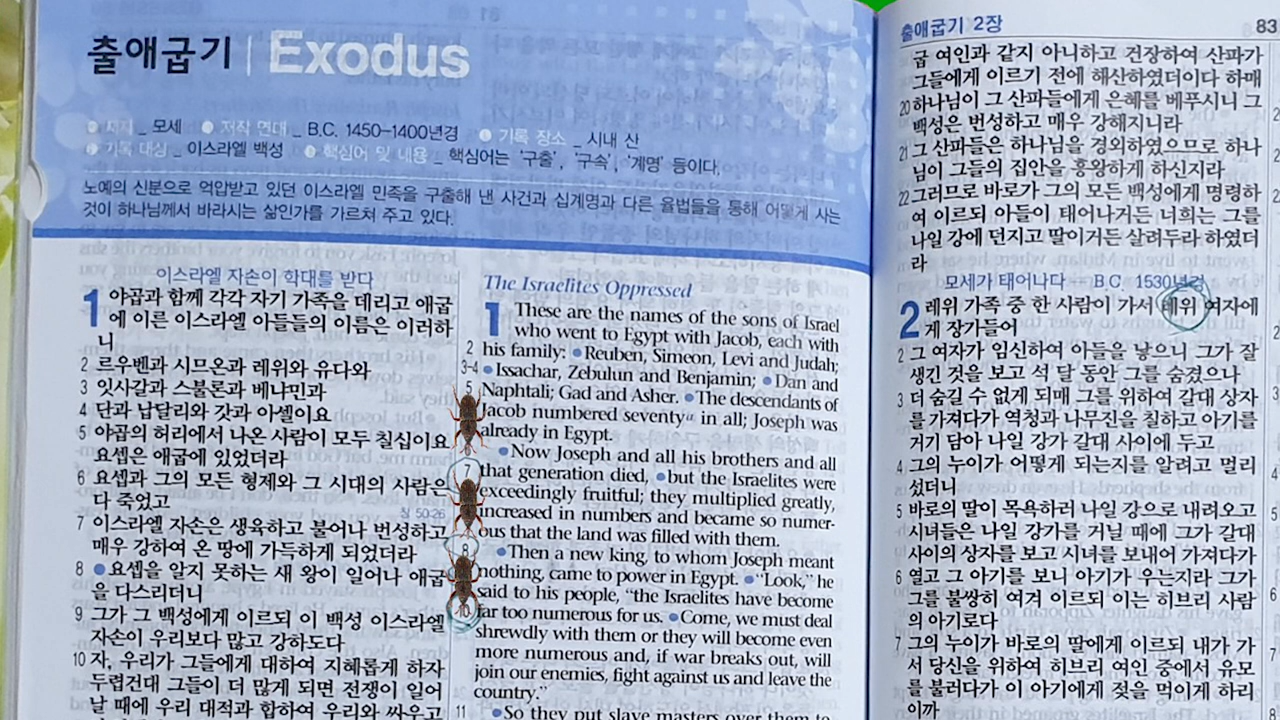 출애굽기 | Exodus
저자 _ 모세 저작 연대 _ B.C. 1450-1400년경 기록 장소 _ 시내 산
기록 대상 _ 이스라엘 백성 핵심어 및 내용 _ 핵심어는 '구출', '구속', '계명' 등이다.
노예의 신분으로 억압받고 있던 이스라엘 민족을 구출해 낸 사건과 십계명과 다른 율법들을 통해 어떻게 사는
것이 하나님께서 바라시는 삶인가를 가르쳐 주고 있다.
이스라엘 자손이 학대를 받다
1 야곱과 함께 각각 자기 가족을 데리고 애굽
에 이른 이스라엘 아들들의 이름은 이러하
니
2 르우벤과 시므온과 레위와 유다와
3 잇사갈과 스불론과 베냐민과
4 단과 납달리와 갓과 아셀이요
5 야곱의 허리에서 나온 사람이 모두 칠십이요
요셉은 애굽에 있었더라
6 요셉과 그의 모든 형제와 그 시대의 사람은
다 죽었고
창 50:26
7 이스라엘 자손은 생육하고 불어나 번성하고
매우 강하여 온 땅에 가득하게 되었더라
8 요셉을 알지 못하는 새 왕이 일어나 애굽
을 다스리더니
9 그가 그 백성에게 이르되 이 백성 이스라엘
자손이 우리보다 많고 강하도다
10 자, 우리가 그들에게 대하여 지혜롭게 하자
두렵건대 그들이 더 많게 되면 전쟁이 일어
날 때에 우리 대적과 합하여 우리와 싸우고
The Israelites Oppressed
1 These are the names of the sons of Israel
who went to Egypt with Jacob, each with
2 his family: Reuben, Simeon, Levi and Judah;
3-4 Issachar, Zebulun and Benjamin; Dan and
5 Naphtali; Gad and Asher. The descendants of
Jacob numbered seventy a in all; Joseph was
already in Egypt.
Now Joseph and all his brothers and all
7 that generation died, but the Israelites were
exceedingly fruitful; they multiplied greatly,
increased in numbers and became so numer-
ous that the land was filled with them.
8 Then a new king, to whom Joseph meant
nothing, came to power in Egypt. "Look," he
said to his people, "the Israelites have become
10 far too numerous for us. Come, we must deal
shrewdly with them or they will become even
more numerous and, if war breaks out, will
join our enemies, fight against us and leave the
country."
11 So they put slave masters over them to
출애굽기 2장 83
굽 여인과 같지 아니하고 건장하여 산파가
그들에게 이르기 전에 해산하였더이다 하매
20 하나님이 그 산파들에게 은혜를 베푸시니 그
백성은 번성하고 매우 강해지니라
21 그 산파들은 하나님을 경외하였으므로 하나
님이 그들의 집안을 흥왕하게 하신지라
22 그러므로 바로가 그의 모든 백성에게 명령하
여 이르되 아들이 태어나거든 너희는 그를
나일 강에 던지고 딸이거든 살려두라 하였더
라
모세가 태어나다 B.C. 1530년경
2 레위 가족 중 한 사람이 가서 레위 여자에
게 장가들어
2 그 여자가 임신하여 아들을 낳으니 그가 잘
생긴 것을 보고 석 달 동안 그를 숨겼으나
3 더 숨길 수 없게 되매 그를 위하여 갈대 상자
를 가져다가 역청과 나무진을 칠하고 아기를
거기 담아 나일 강가 갈대 사이에 두고
4 그의 누이가 어떻게 되는지를 알려고 멀리
섰더니
5 바로의 딸이 목욕하러 나일 강으로 내려오고
시녀들은 나일 강가를 거닐 때에 그가 갈대
사이의 상자를 보고 시녀를 보내어 가져다가
6 열고 그 아기를 보니 아기가 우는지라 그가
그를 불쌍히 여겨 이르되 이는 히브리 사람
의 아기로다
7 그의 누이가 바로의 딸에게 이르되 내가 가
서 당신을 위하여 히브리 여인 중에서 유모
를 불러다가 이 아기에게 젖을 먹이게 하리
이까